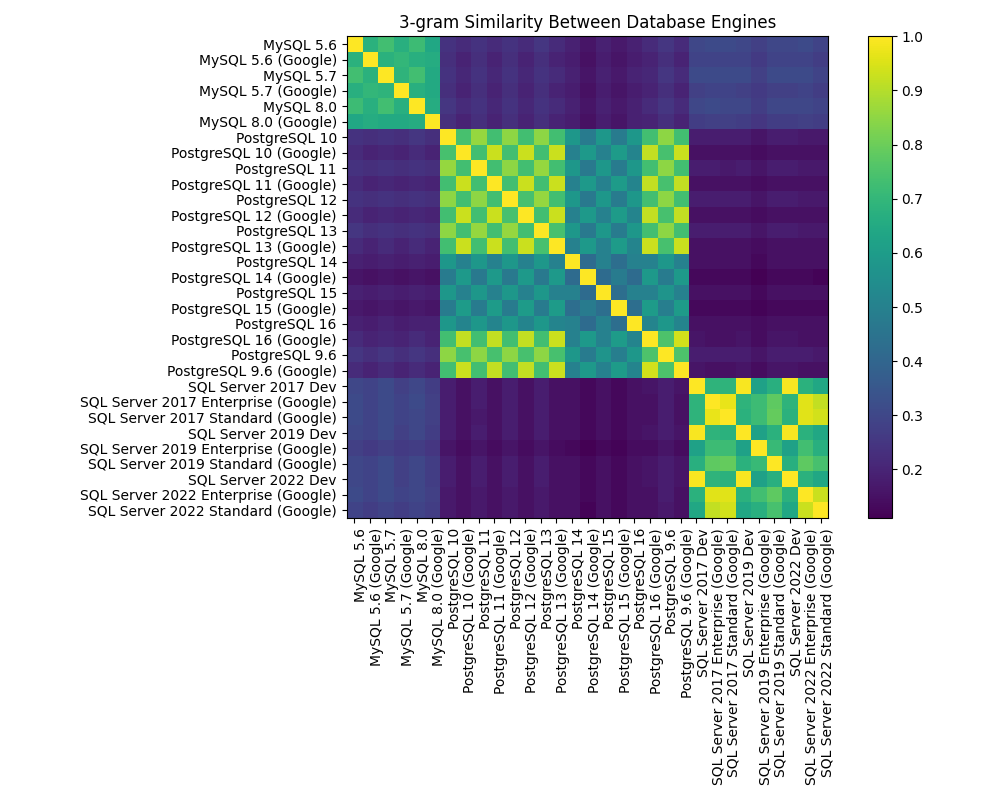 3-gram Similarity Between Database Engines
MySQL 5.6
MySQL 5.6 (Google)
MySQL 5.7
MySQL 5.7 (Google)
MySQL 8.0
MySQL 8.0 (Google)
PostgreSQL 10
PostgreSQL 10 (Google)
PostgreSQL 11
PostgreSQL 11 (Google)
PostgreSQL 12
PostgreSQL 12 (Google)
PostgreSQL 13
PostgreSQL 13 (Google)
PostgreSQL 14
PostgreSQL 14 (Google)
PostgreSQL 15
PostgreSQL 15 (Google)
PostgreSQL 16
PostgreSQL 16 (Google)
PostgreSQL 9.6
PostgreSQL 9.6 (Google)
SQL Server 2017 Dev
SQL Server 2017 Enterprise (Google)
SQL Server 2017 Standard (Google)
SQL Server 2019 Dev
SQL Server 2019 Enterprise (Google)
SQL Server 2019 Standard (Google)
SQL Server 2022 Dev
SQL Server 2022 Enterprise (Google)
SQL Server 2022 Standard (Google)
MySQL 5.6
MySQL 5.6 (Google)
MySQL 5.7
MySQL 5.7 (Google)
MySQL 8.0
MySQL 8.0 (Google)
PostgreSQL 10
PostgreSQL 10 (Google)
PostgreSQL 11
PostgreSQL 11 (Google)
PostgreSQL 12
PostgreSQL 12 (Google)
PostgreSQL 13
PostgreSQL 13 (Google)
PostgreSQL 14
PostgreSQL 14 (Google)
PostgreSQL 15
PostgreSQL 15 (Google)
PostgreSQL 16
PostgreSQL 16 (Google)
PostgreSQL 9.6
PostgreSQL 9.6 (Google)
SQL Server 2017 Dev
SQL Server 2017 Enterprise (Google)
SQL Server 2017 Standard (Google)
SQL Server 2019 Dev
SQL Server 2019 Enterprise (Google)
SQL Server 2019 Standard (Google)
SQL Server 2022 Dev
SQL Server 2022 Enterprise (Google)
SQL Server 2022 Standard (Google)
1.0
0.9
0.8
0.7
0.6
0.5
0.4
0.3
0.2